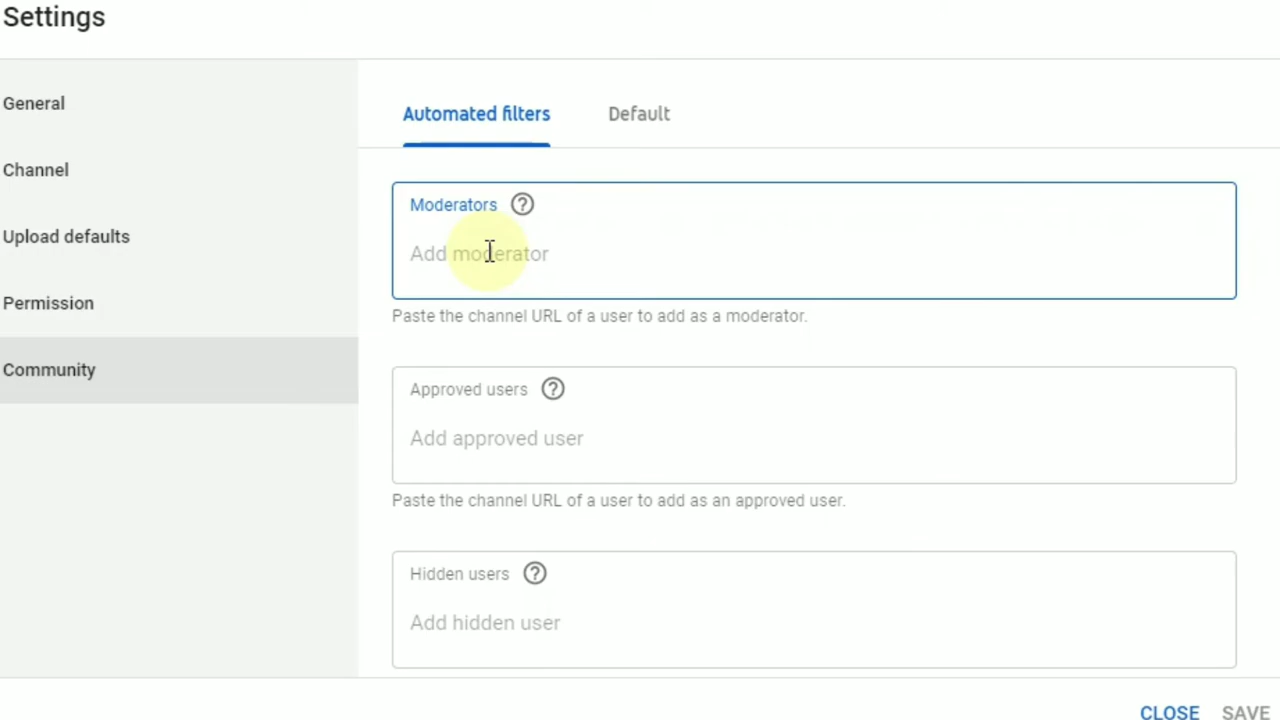 Settings
General
Channel
Upload defaults
Permission
Community
Automated filters Default
Moderators
Add moderator
Paste the channel URL of a user to add as a moderator.
Approved users
Add approved user
Paste the channel URL of a user to add as an approved user.
Hidden users
Add hidden user
CLOSE SAVE